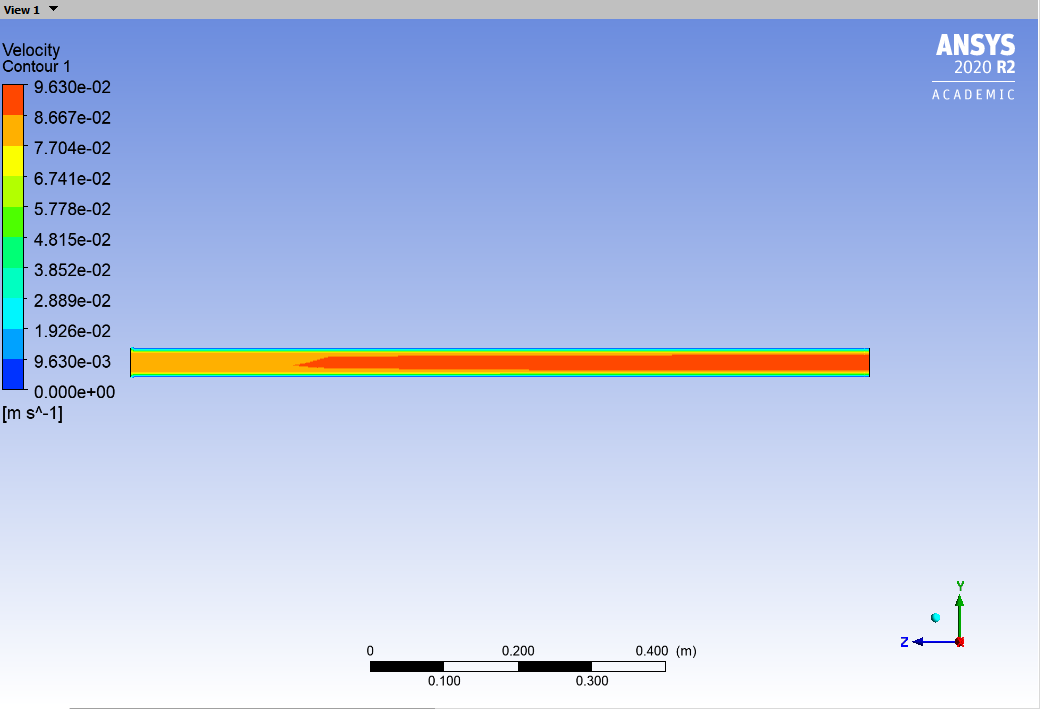 View 1
Velocity
Contour 1
9.630e-02
8.667e-02
7.704e-02
6.741e-02
5.778e-02
4.815e-02
3.852e-02
2.889e-02
1.926e-02
9.630e-03
0.000e+00
[m s^-1]
ANSYS
2020 R2
ACADEMIC
0 0.200 0.400 (m)
0.100 0.300
Y
Z
X